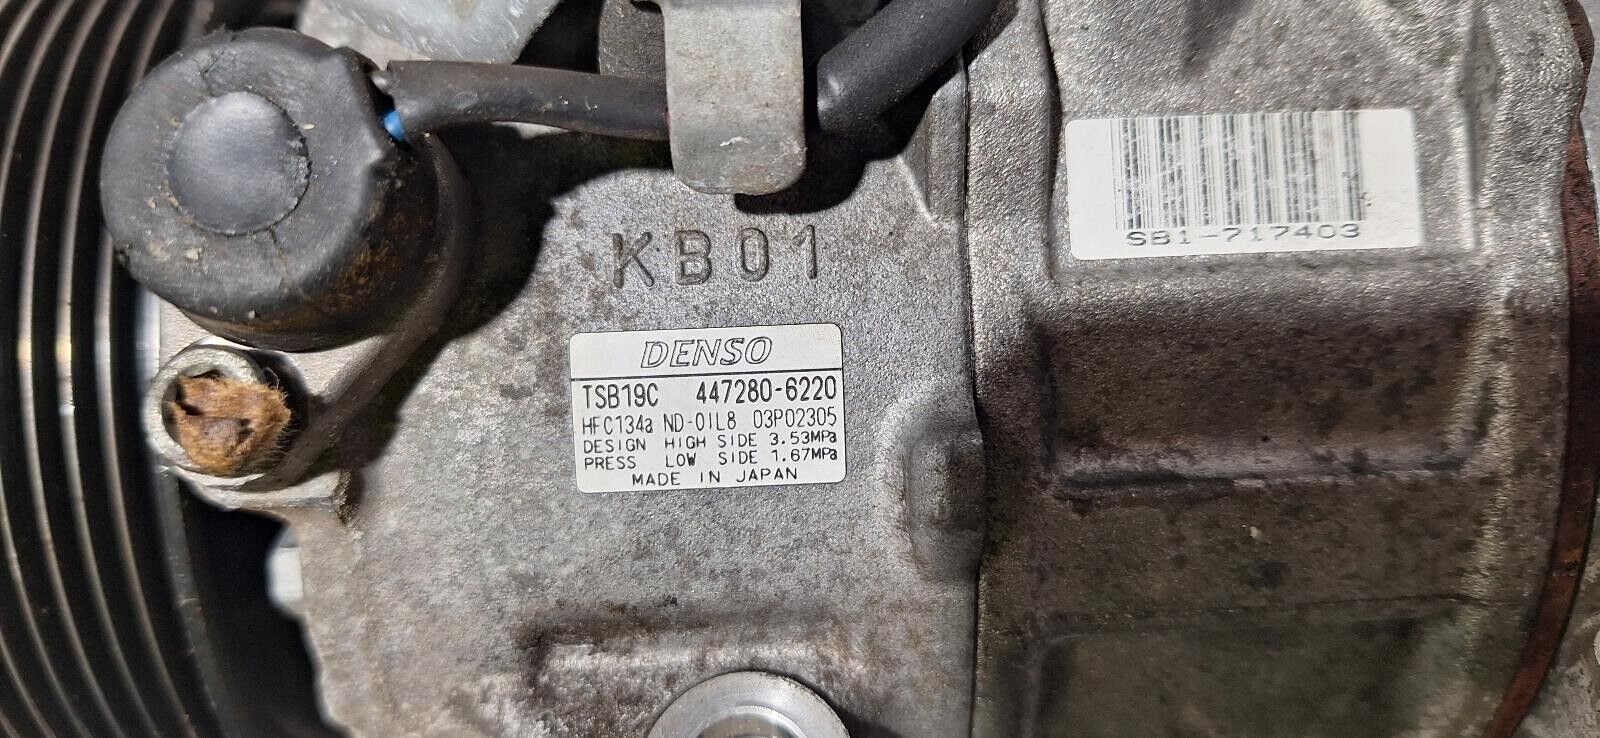 SB1-717403
KB01
DENSO
TSB19C 447280-6220
HFC134a ND-OIL8 03P02305
DESIGN HIGH SIDE 3.53MPa
PRESS LOW SIDE 1.67MPa
MADE IN JAPAN